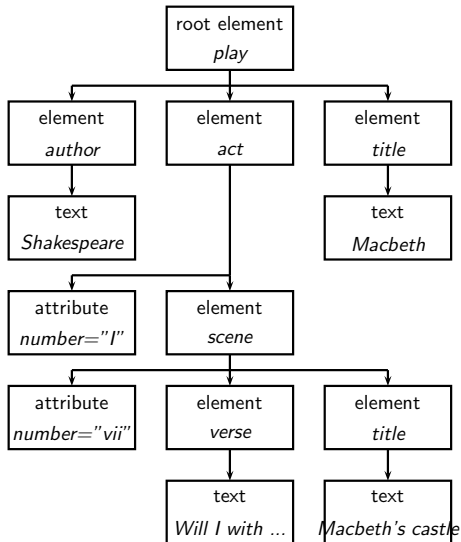 root element
play
element
author
element
act
element
title
text
Shakespeare
text
Macbeth
attribute
number="I"
element
scene
attribute
number="vii"
element
verse
element
title
text
Will I with ...
text
Macbeth's castle